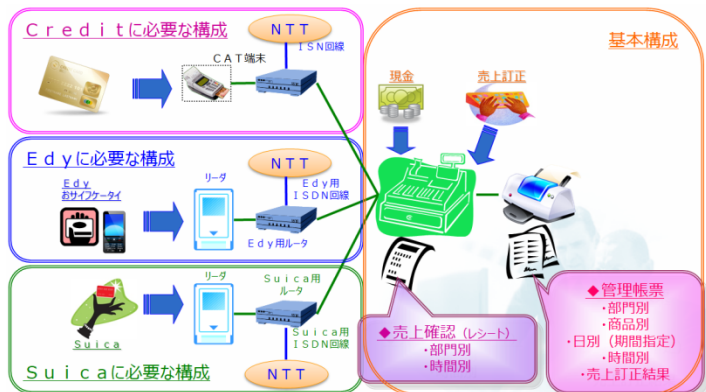 Ｃｒｅｄｉｔに必要な構成
ＮＴＴ
ＩＳＮ回線
ＣＡＴ端末
Ｅｄｙに必要な構成
ＮＴＴ
Ｅｄｙ用
ＩＳＤＮ回線
Ｅｄｙ
おサイフケータイ
リーダ
Ｅｄｙ用ルータ
リーダ
Ｓｕｉｃａ用
ルータ
Ｓｕｉｃａ用
ＩＳＤＮ回線
Ｓｕｉｃａ
ＮＴＴ
Ｓｕｉｃａに必要な構成
基本構成
現金
売上訂正
◆売上確認（レシート）
・部門別
・時間別
◆管理帳票
・部門別
・商品別
・日別（期間指定）
・時間別
・売上訂正結果